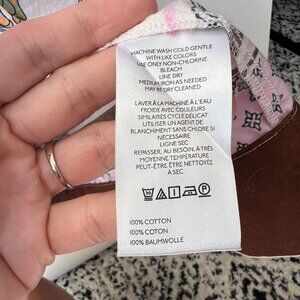 MACHINE WASH COLD GENTLE
WITH LIKE COLORS
USE ONLY NON-CHLORINE
BLEACH
LINE DRY
MEDIUM IRON AS NEEDED
MAY BE DRY CLEANED
LAVER À LA MACHINE À L'EAU
FROIDE AVEC COULEURS
SIMILAIRES CYCLE DÉLICAT
UTILISER UN AGENT DE
BLANCHIMENT SANS CHLORE SI
NÉCESSAIRE
LIGNE SEC
REPASSER, AU BESOIN, À TRÈS
MOYENNE TEMPÉRATURE
PEUT ÊTRE NETTOYÉ
À SEC.
100% COTTON
100% COTON
100% BAUMWOLLE